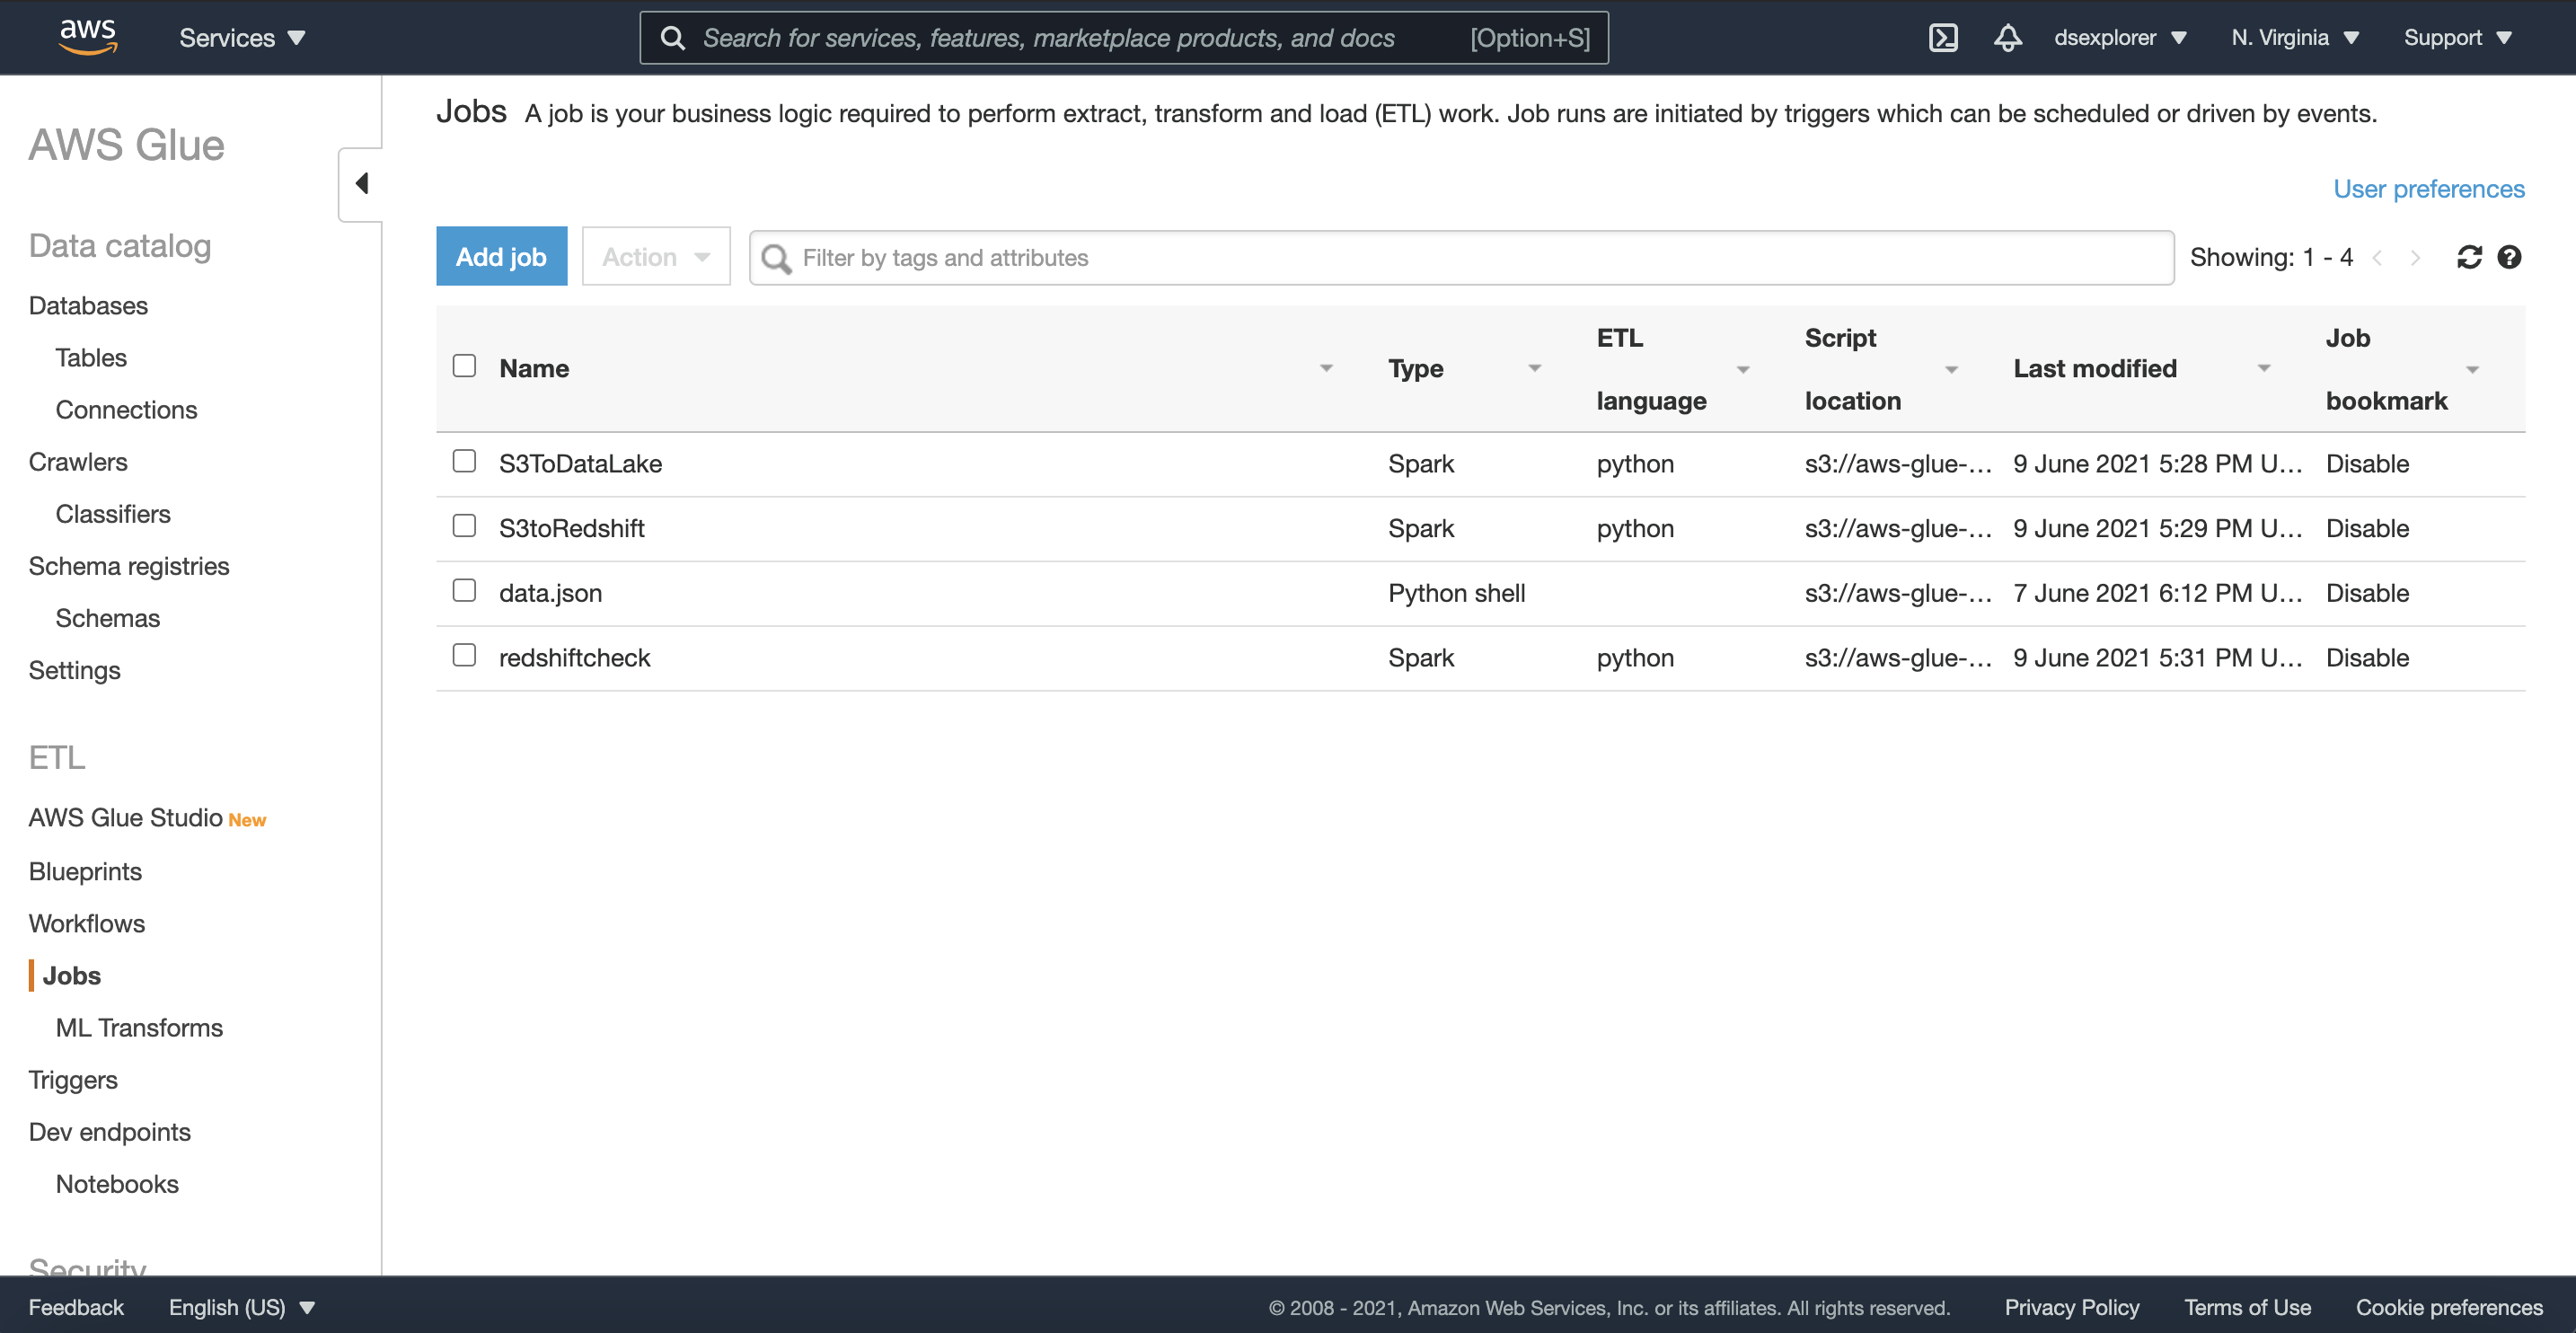 aws
Services
Search for services, features, marketplace products, and docs [Option+S]
dsexplorer
N. Virginia
Support
AWS Glue
Data catalog
Databases
Tables
Connections
Crawlers
Classifiers
Schema registries
Schemas
Settings
ETL
AWS Glue Studio New
Blueprints
Workflows
Jobs
ML Transforms
Triggers
Dev endpoints
Notebooks
Security
Jobs A job is your business logic required to perform extract, transform and load (ETL) work. Job runs are initiated by triggers which can be scheduled or driven by events.
User preferences
Add job Action Filter by tags and attributes Showing: 1 - 4
Name Type ETL language Script location Last modified Job bookmark
S3ToDataLake Spark python s3://aws-glue-... 9 June 2021 5:28 PM U... Disable
S3toRedshift Spark python s3://aws-glue-... 9 June 2021 5:29 PM U... Disable
data.json Python shell s3://aws-glue-... 7 June 2021 6:12 PM U... Disable
redshiftcheck Spark python s3://aws-glue-... 9 June 2021 5:31 PM U... Disable
Feedback English (US) © 2008 - 2021, Amazon Web Services, Inc. or its affiliates. All rights reserved. Privacy Policy Terms of Use Cookie preferences